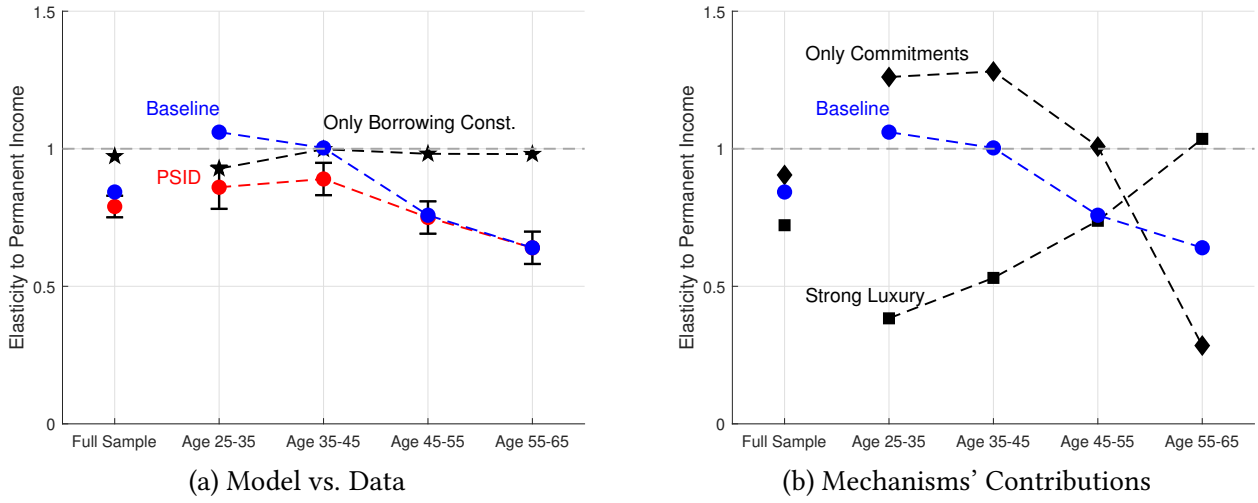 1.5
Elasticity to Permanent Income
1
0.5
0
Baseline
Only Borrowing Const.
PSID
Full Sample
Age 25-35
Age 35-45
Age 45-55
Age 55-65
(a) Model vs. Data
1.5
Elasticity to Permanent Income
1
0.5
0
Only Commitments
Baseline
Strong Luxury
Full Sample
Age 25-35
Age 35-45
Age 45-55
Age 55-65
(b) Mechanisms’ Contributions